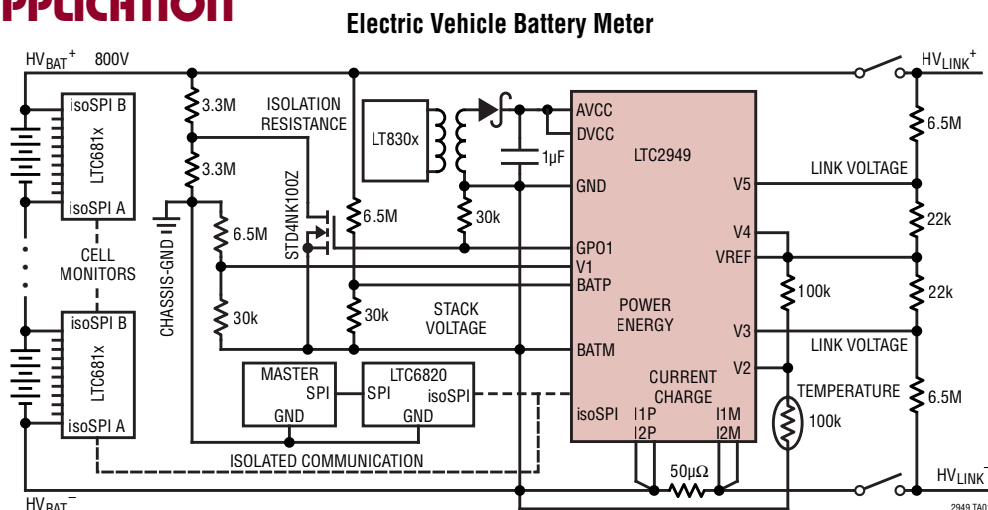 APPLICATION
Electric Vehicle Battery Meter
HVBAT+ 800V
HVLINK+
isoSPI B
LTC681x
isoSPI A
CELL
MONITORS
isoSPI B
LTC681x
isoSPI A
3.3M
3.3M
ISOLATION
RESISTANCE
CHASSIS-GND
6.5M
30k
STD4NK100Z
6.5M
30k
STACK
VOLTAGE
LT830x
1µF
30k
AVCC
DVCC
LTC2949
GND
V5
V4
GPO1
VREF
V1
BATP
POWER
ENERGY
V3
BATM
V2
CURRENT
CHARGE
isoSPI
I1P
I1M
I2P
I2M
LINK VOLTAGE
6.5M
22k
100k
22k
LINK VOLTAGE
TEMPERATURE
6.5M
100k
MASTER
SPI
GND
LTC6820
SPI
isoSPI
GND
ISOLATED COMMUNICATION
50µΩ
HVLINK−
HVBAT−
2949 TA0